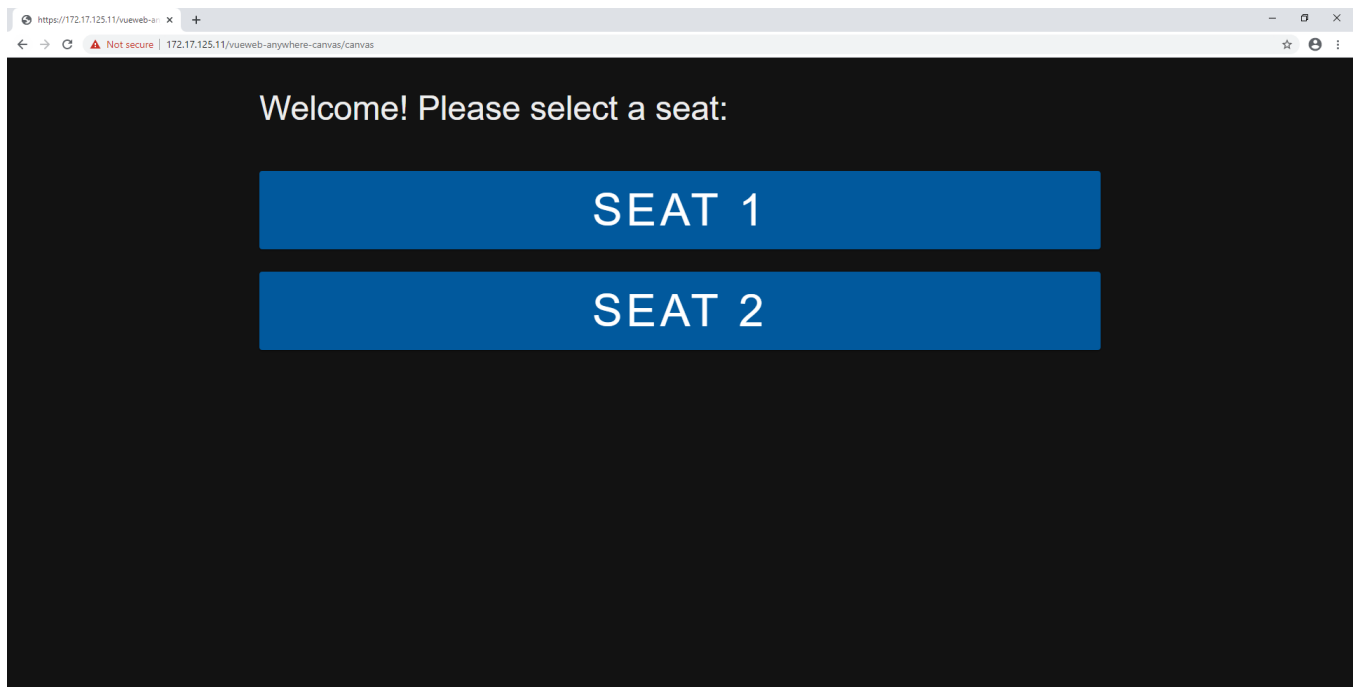 https://172.17.125.11/vueweb-a
Not secure | 172.17.125.11/vueweb-anywhere-canvas/canvas
Welcome! Please select a seat:
SEAT 1
SEAT 2